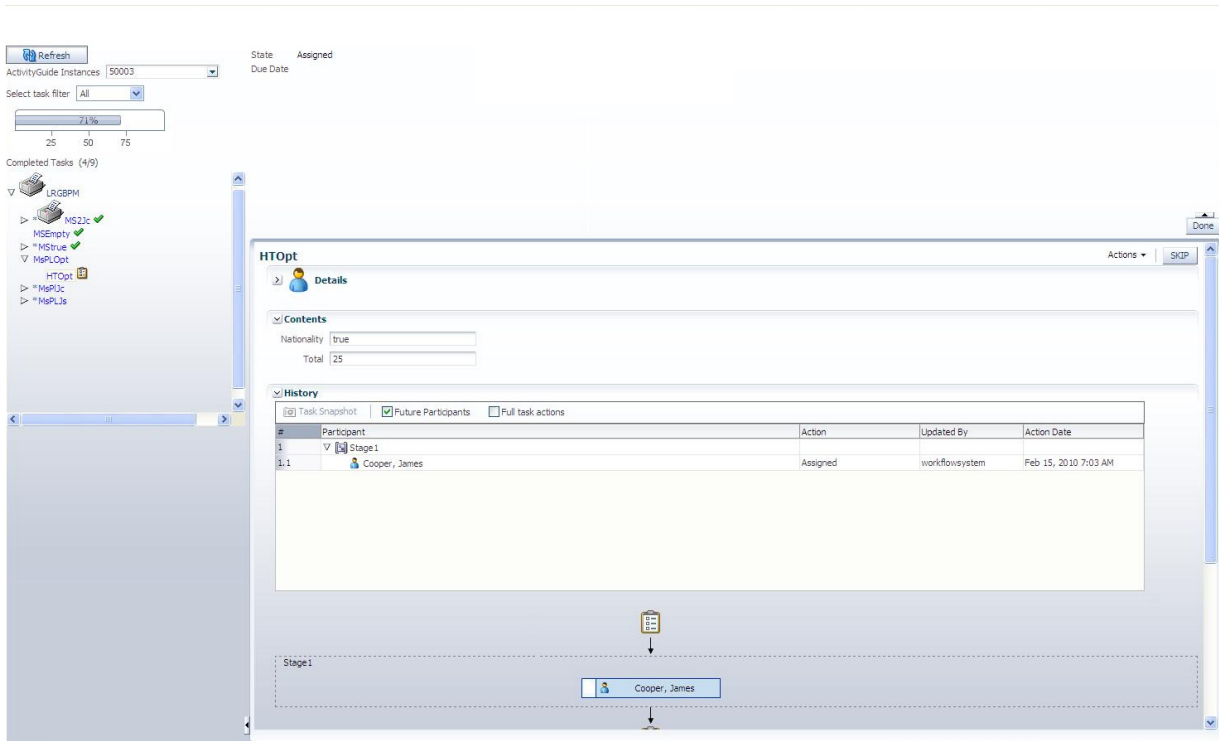 Refresh
State Assigned
ActivityGuide Instances 50003
Due Date
Select task filter All
71%
25 50 75
Completed Tasks (4/9)
LRGBPM
*MS2Jc
MSEmpty
*MStrue
MsPLOpt
HTOpt
*MsPlJc
*MsPLJs
Done
HTOpt
Actions
SKIP
Details
Contents
Nationality true
Total 25
History
Task Snapshot Future Participants Full task actions
# Participant Action Updated By Action Date
1 Stage1
1.1 Cooper, James Assigned workflowsystem Feb 15, 2010 7:03 AM
Stage1
Cooper, James